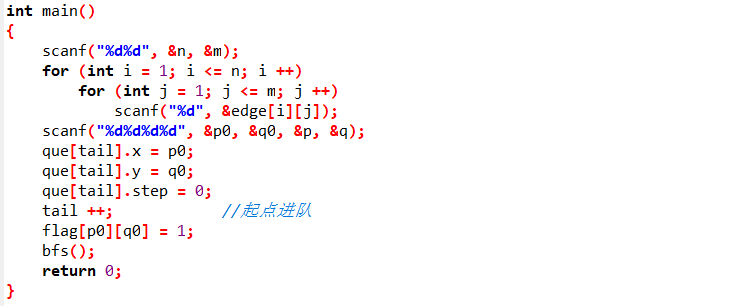 int main()
{
    scanf("%d%d", &n, &m);
    for (int i = 1; i <= n; i ++)
        for (int j = 1; j <= m; j ++)
            scanf("%d", &edge[i][j]);
    scanf("%d%d%d%d", &p0, &q0, &p, &q);
    que[tail].x = p0;
    que[tail].y = q0;
    que[tail].step = 0;
    tail ++;            //起点进队
    flag[p0][q0] = 1;
    bfs();
    return 0;
}